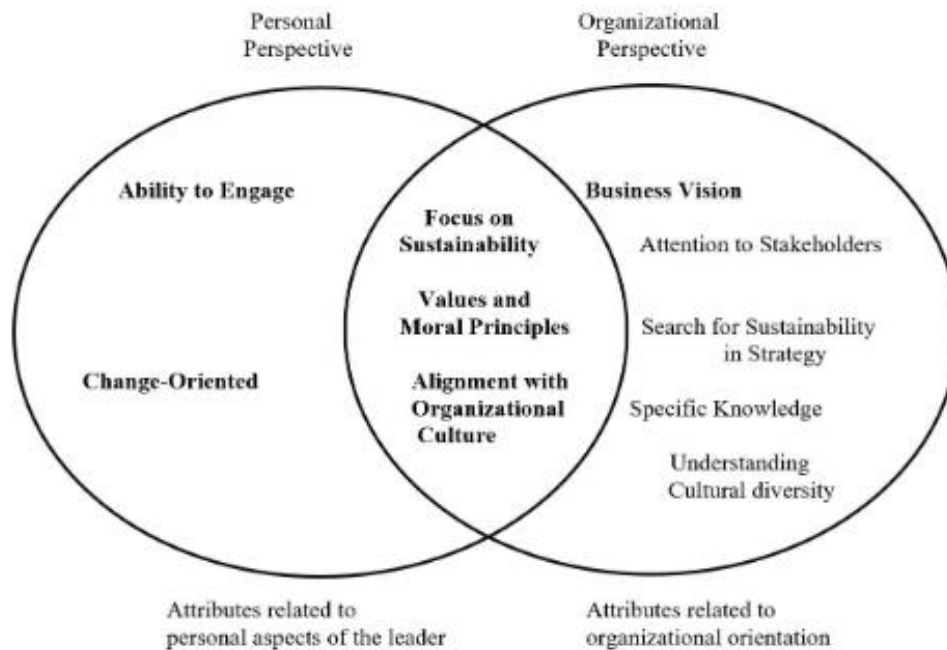 Personal
Perspective
Organizational
Perspective
Ability to Engage
Change-Oriented
Focus on
Sustainability
Values and
Moral Principles
Alignment with
Organizational
Culture
Business Vision
Attention to Stakeholders
Search for Sustainability
in Strategy
Specific Knowledge
Understanding
Cultural diversity
Attributes related to
personal aspects of the leader
Attributes related to
organizational orientation